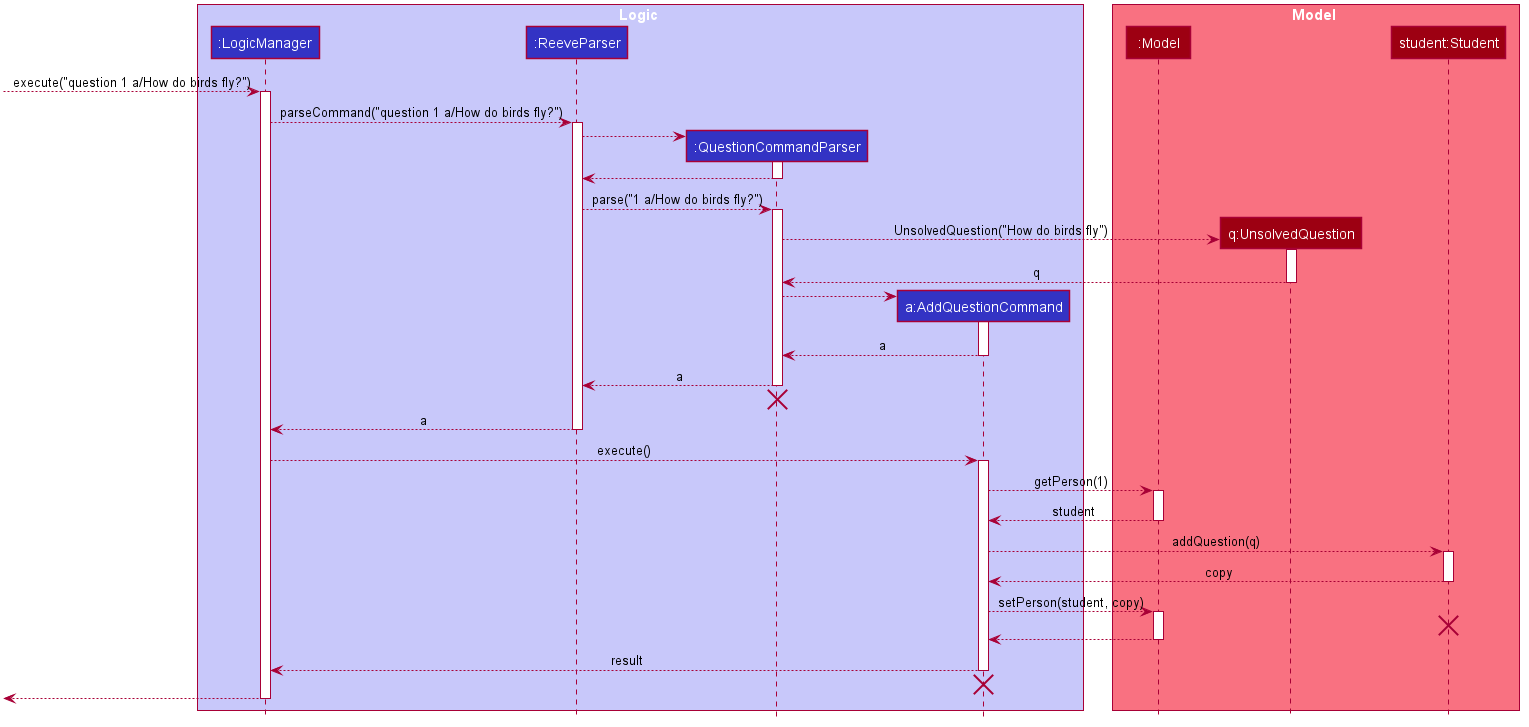 Logic
Model
:LogicManager
:ReeveParser
:Model
student:Student
execute("question 1 a/How do birds fly?")
parseCommand("question 1 a/How do birds fly?")
:QuestionCommandParser
parse("1 a/How do birds fly?")
UnsolvedQuestion("How do birds fly")
q:UnsolvedQuestion
q
a:AddQuestionCommand
a
a
a
execute()
getPerson(1)
student
addQuestion(q)
copy
setPerson(student, copy)
result